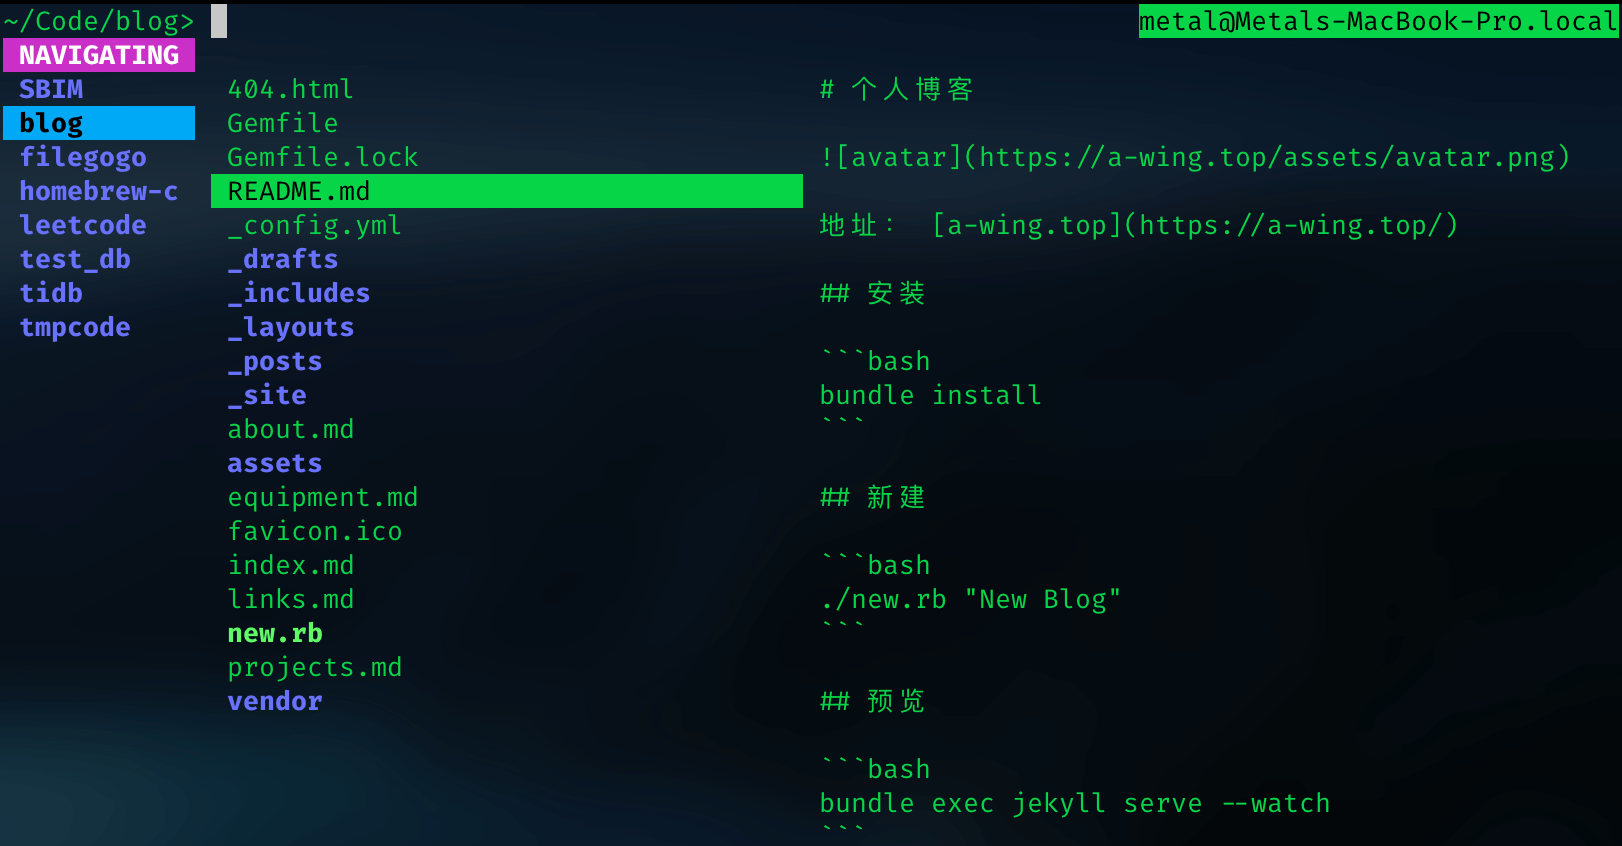 ~/Code/blog>
metal@Metals-MacBook-Pro.local
NAVIGATING
SBIM
blog
filegogo
homebrew-c
leetcode
test_db
tidb
tmpcode
404.html
Gemfile
Gemfile.lock
README.md
_config.yml
_drafts
_includes
_layouts
_posts
_site
about.md
assets
equipment.md
favicon.ico
index.md
links.md
new.rb
projects.md
vendor
# 个人博客
![avatar](https://a-wing.top/assets/avatar.png)
地址： [a-wing.top](https://a-wing.top/)
## 安装
```bash
bundle install
```
## 新建
```bash
./new.rb "New Blog"
```
## 预览
```bash
bundle exec jekyll serve --watch
```